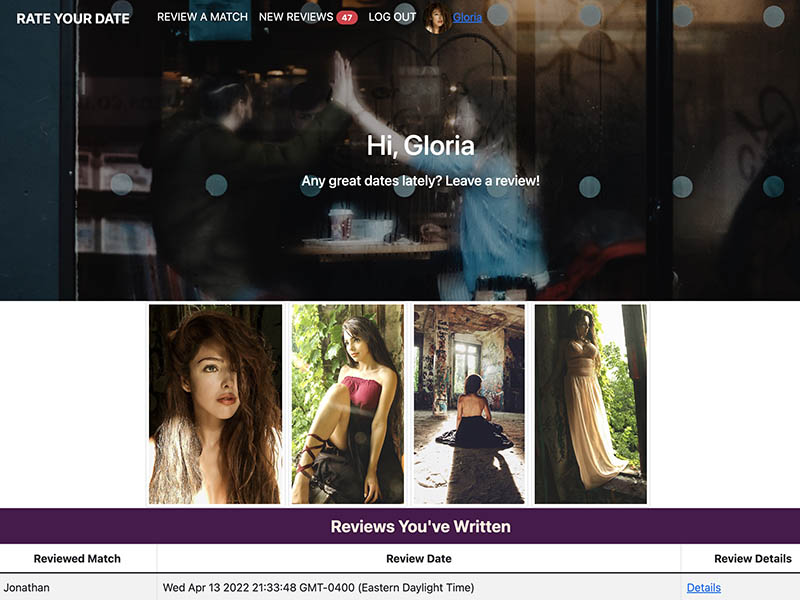 RATE YOUR DATE REVIEW A MATCH NEW REVIEWS 47 LOG OUT Gloria
Hi, Gloria
Any great dates lately? Leave a review!
Reviews You've Written
Reviewed Match Review Date Review Details
Jonathan Wed Apr 13 2022 21:33:48 GMT-0400 (Eastern Daylight Time) Details